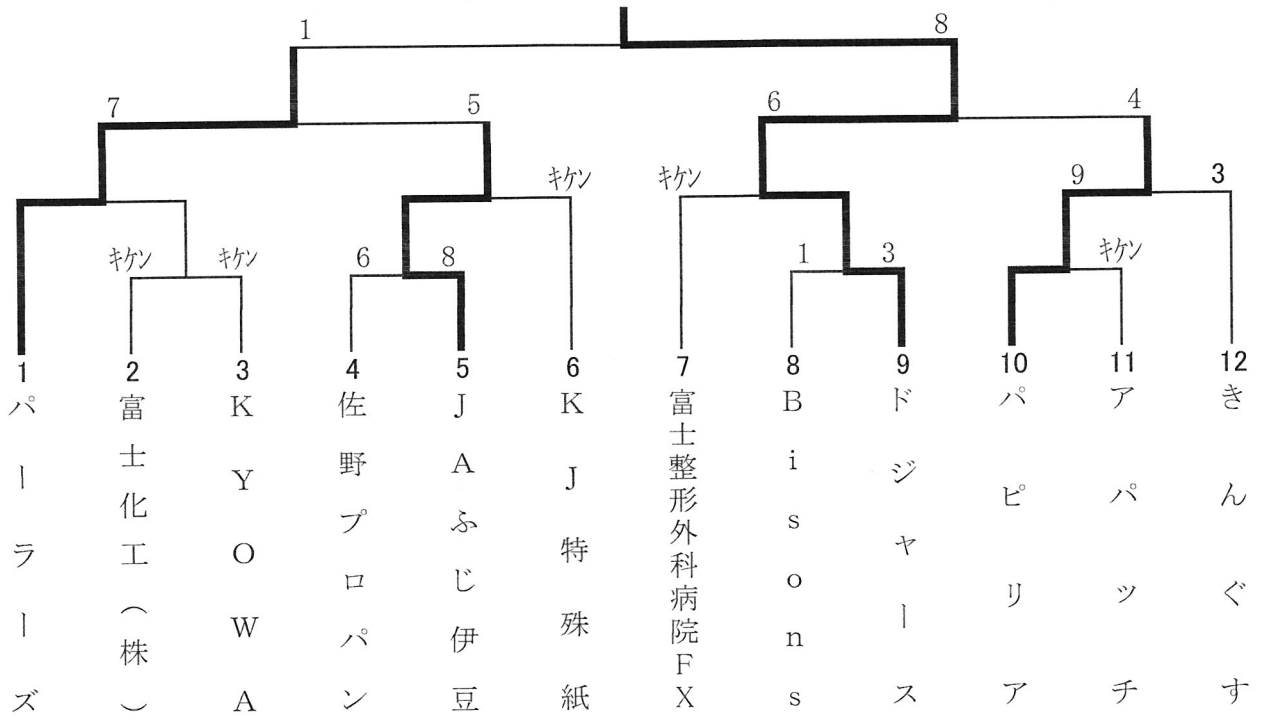 1 8
7 5 6 4
キケン キケン 9 3
キケン キケン 6 8 1 3 キケン
1 2 3 4 5 6 7 8 9 10 11 12
パーラーズ
富士化工(株)
KYOWA
佐野プロパン
JAふじ伊豆
KJ特殊紙
富士整形外科病院FX
Bisons
ドジャース
パピリア
アパッチ
きんぐす